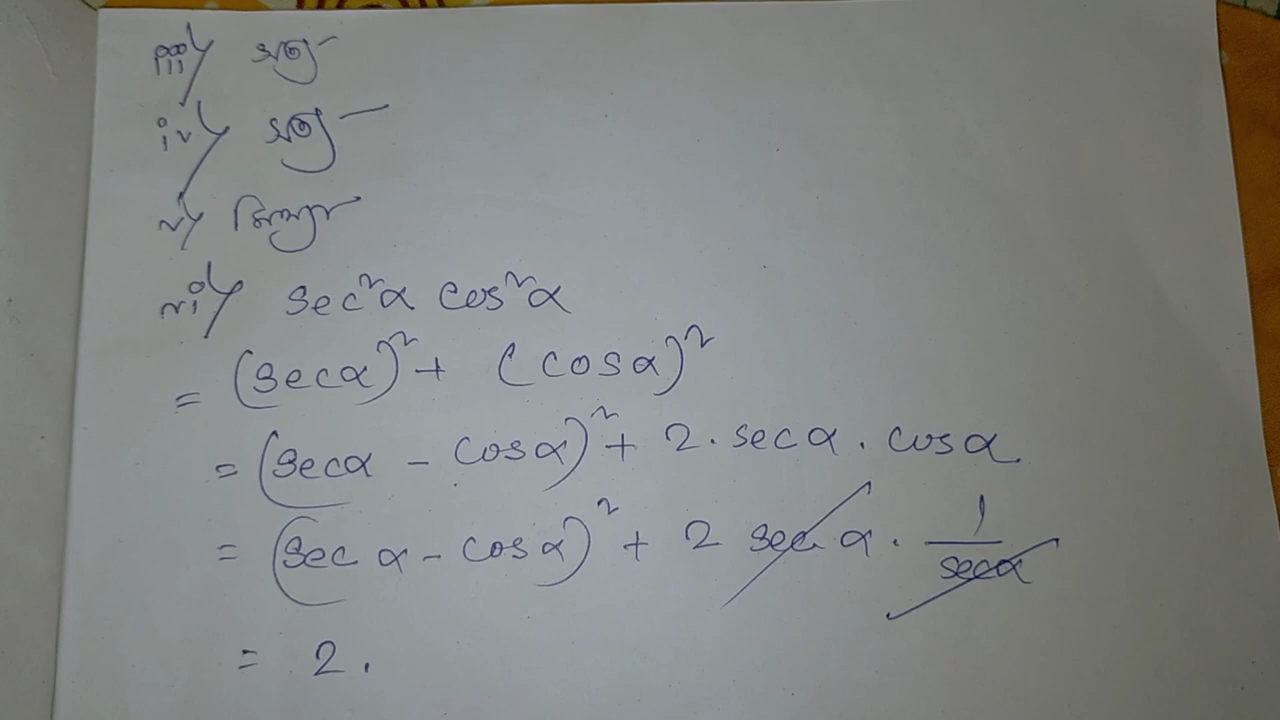 iii) সত্য
iv) সত্য
v) মিথ্যা
vi) sec²α cos²α
= (secα)² + (cosα)²
= (secα - cosα)² + 2. secα. cosα
= (sec α - cosα)² + 2 sec α. 1/secα
= 2.